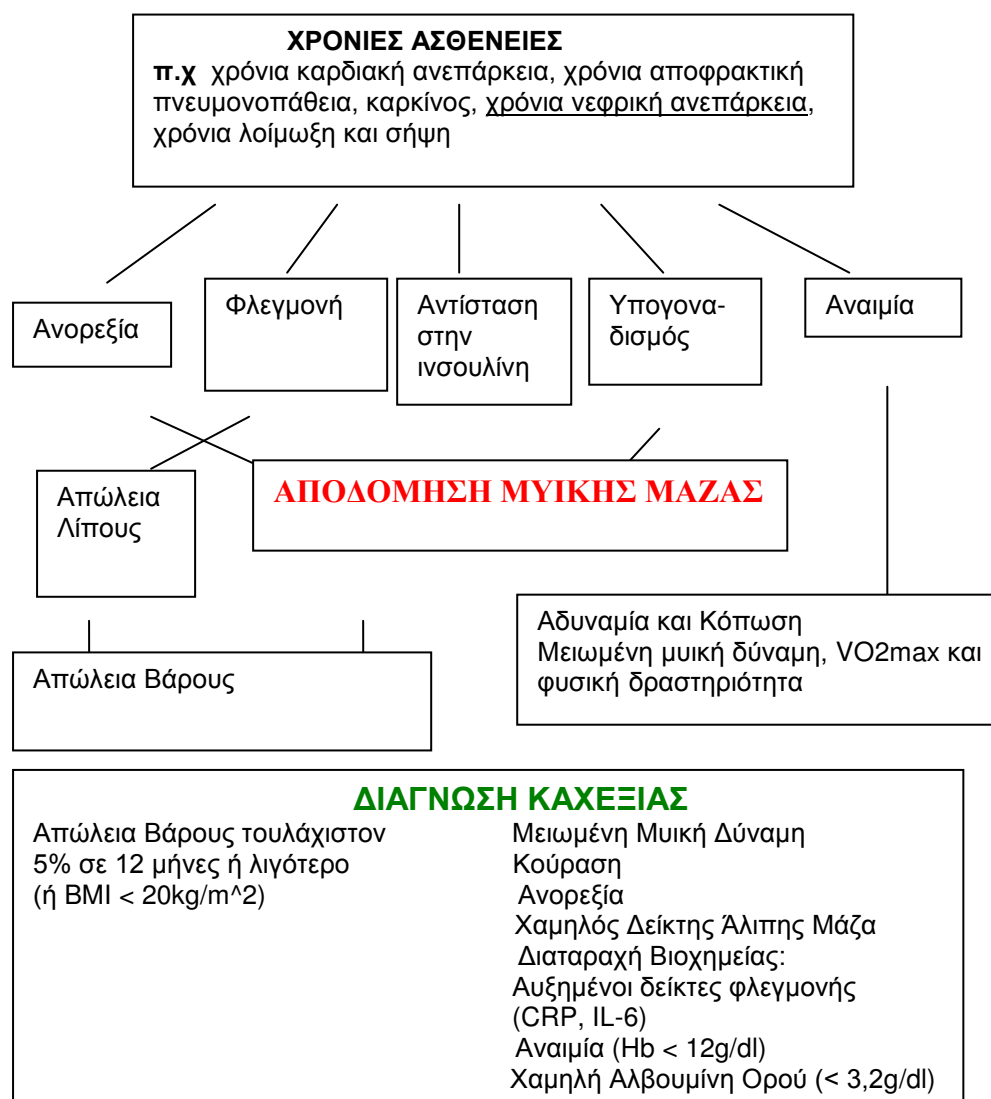 ΧΡΟΝΙΕΣ ΑΣΘΕΝΕΙΕΣ
π.χ χρόνια καρδιακή ανεπάρκεια, χρόνια αποφρακτική
πνευμονοπάθεια, καρκίνος, χρόνια νεφρική ανεπάρκεια,
χρόνια λοίμωξη και σήψη
Ανορεξία
Φλεγμονή
Αντίσταση
στην
ινσουλίνη
Υπογονα-
δισμός
Αναιμία
Απώλεια
Λίπους
ΑΠΟΔΟΜΗΣΗ ΜΥΙΚΗΣ ΜΑΖΑΣ
Απώλεια Βάρους
Αδυναμία και Κόπωση
Μειωμένη μυική δύναμη, VO2max και
φυσική δραστηριότητα
ΔΙΑΓΝΩΣΗ ΚΑΧΕΞΙΑΣ
Απώλεια Βάρους τουλάχιστον
5% σε 12 μήνες ή λιγότερο
(ή BMI < 20kg/m^2)
Μειωμένη Μυική Δύναμη
Κούραση
Ανορεξία
Χαμηλός Δείκτης Άλιπης Μάζα
Διαταραχή Βιοχημείας:
Αυξημένοι δείκτες φλεγμονής
(CRP, IL-6)
Αναιμία (Hb < 12g/dl)
Χαμηλή Αλβουμίνη Ορού (< 3,2g/dl)